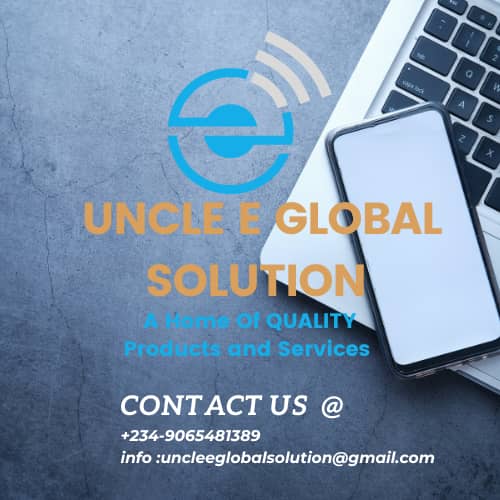 UNCLE E GLOBAL
SOLUTION
A Home Of QUALITY
Products and Services
CONTACT US @
+234-9065481389
info :uncleeglobalsolution@gmail.com